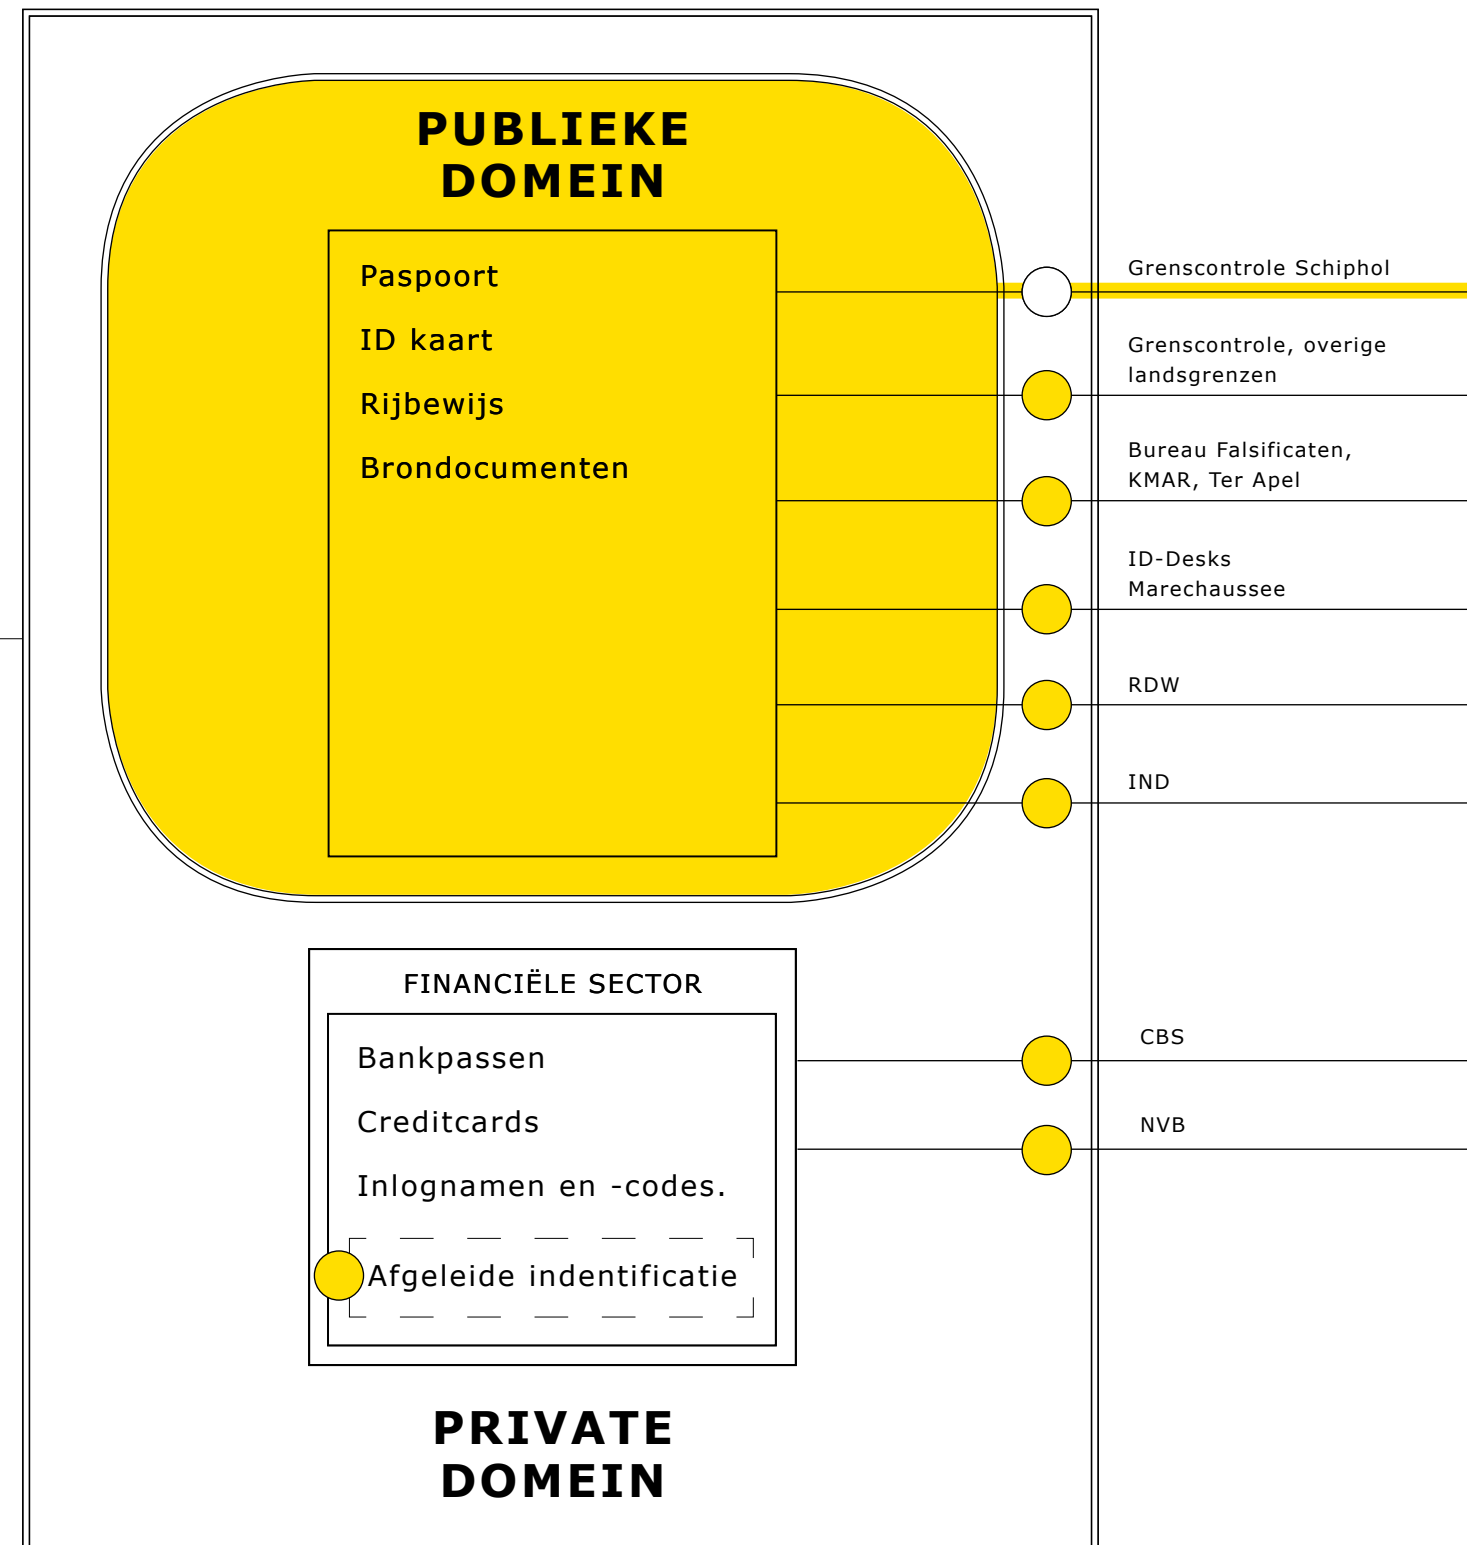 PUBLIEKE
DOMEIN
Paspoort
ID kaart
Rijbewijs
Brondocumenten
Grenscontrole Schiphol
Grenscontrole, overige
landsgrenzen
Bureau Falsificaten,
KMAR, Ter Apel
ID-Desks
Marechaussee
RDW
IND
FINANCIËLE SECTOR
Bankpassen
Creditcards
Inlognamen en -codes.
Afgeleide indentificatie
CBS
NVB
PRIVATE
DOMEIN